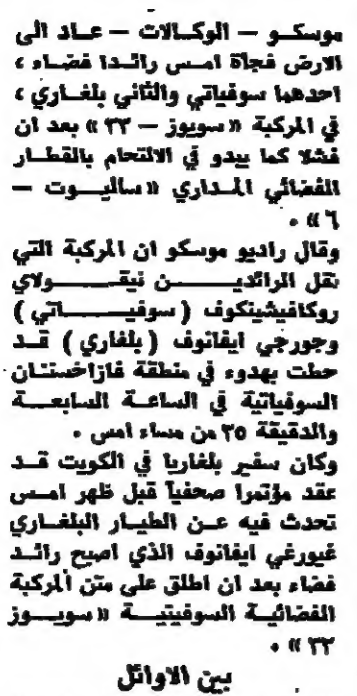 موسكو – الوكالات – عاد الى
الارض فجأة امس رائدا فضاء ،
احدهما سوفياتي والثاني بلغاري ،
في المركبة « سويوز – ٣٣ » بعد ان
فشلا كما يبدو في الالتحام بالقطار
الفضائي المداري « ساليوت –
٦ » .
وقال راديو موسكو ان المركبة التي
تقل الرائدين نيقولاي
روكافيشينكوف ( سوفياتي )
وجورجي ايفانوف ( بلغاري ) قد
حطت بهدوء في منطقة قازاخستان
السوفياتية في الساعة السابعة
والدقيقة ٣٥ من مساء امس .
وكان سفير بلغاريا في الكويت قد
عقد مؤتمرا صحفياً قبل ظهر امس
تحدث فيه عن الطيار البلغاري
غيورغي ايفانوف الذي اصبح رائد
فضاء بعد ان اطلق على متن المركبة
الفضائية السوفيتية « سويوز
٣٣ » .
بين الاوائل